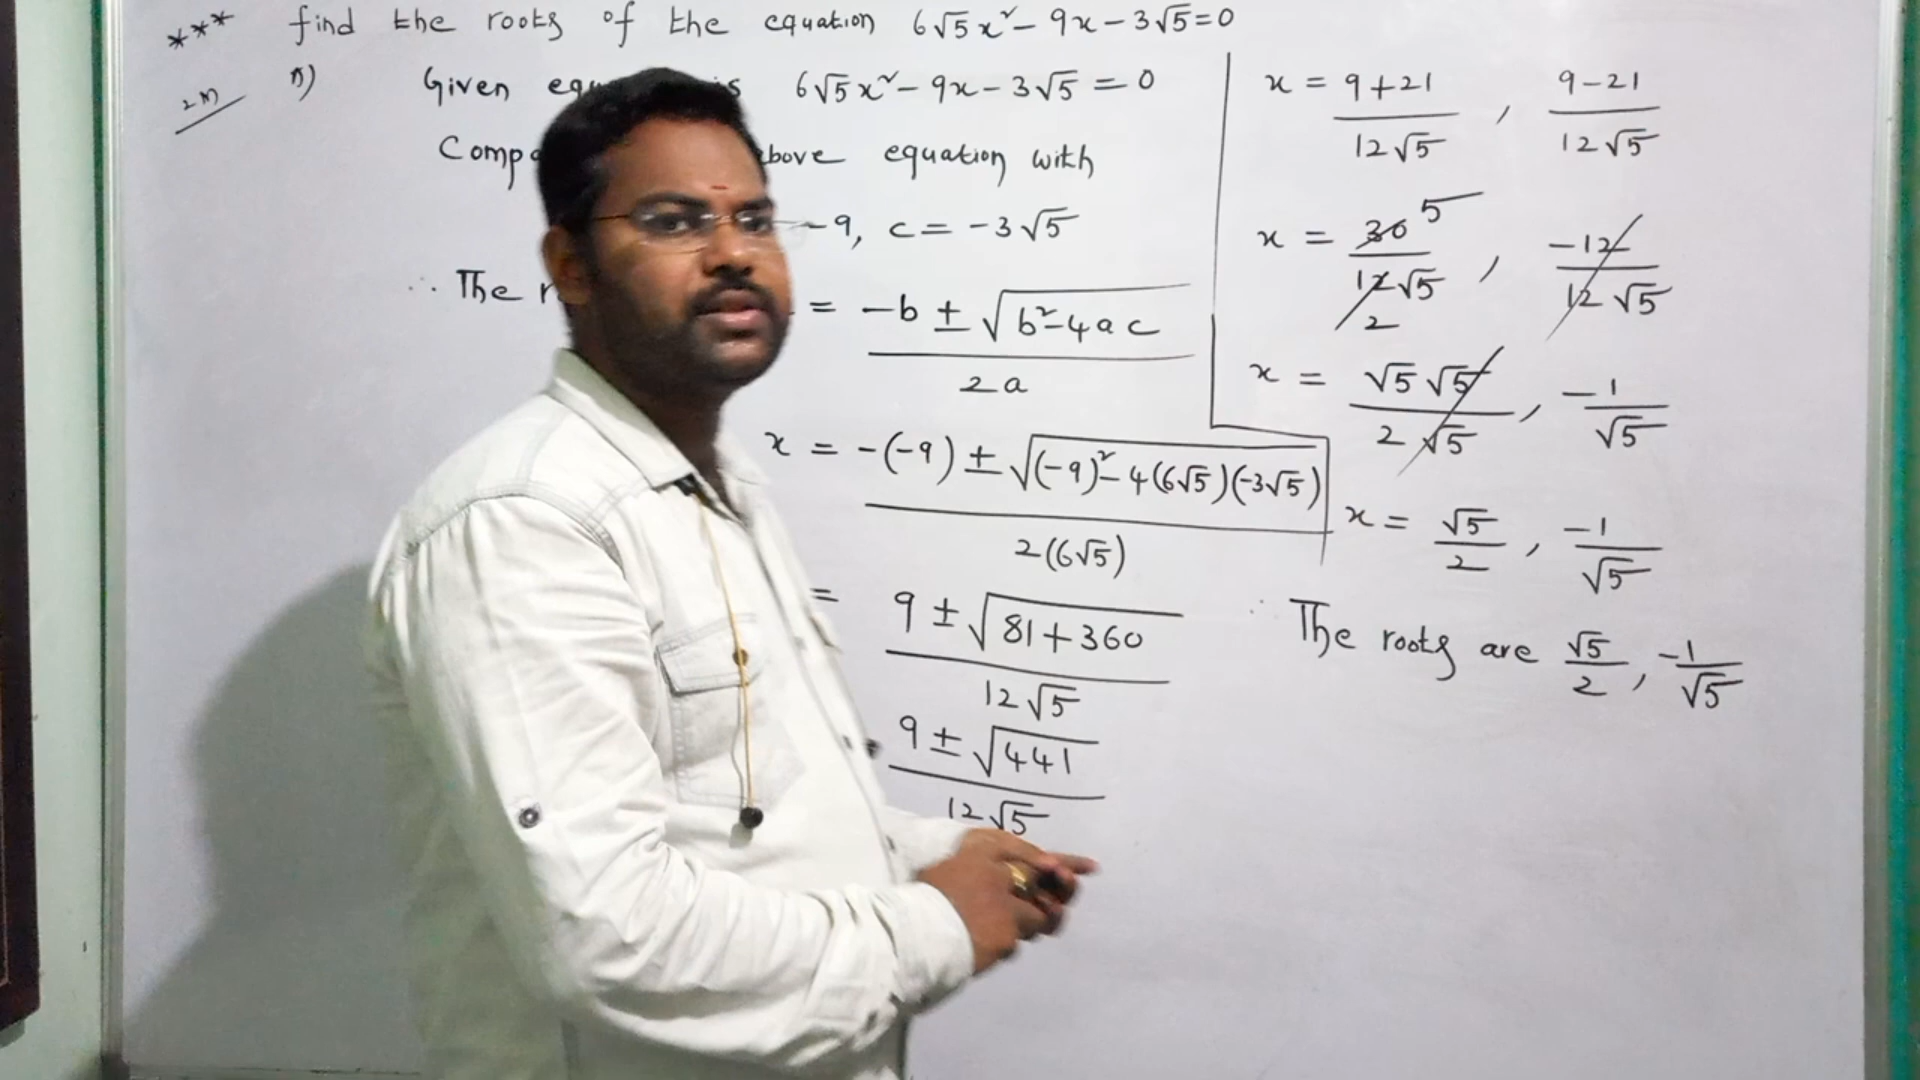 *** find the roots of the equation 6√5x² - 9x - 3√5 = 0
2M
A) Given is 6√5x² - 9x - 3√5 = 0
equation with
-9, c = -3√5
∴ The = -b ± √(b² - 4ac) / 2a
x = -(-9) ± √((-9)² - 4(6√5)(-3√5)) / 2(6√5)
= 9 ± √(81 + 360) / 12√5
9 ± √441 / 12√5
x = 9 + 21 / 12√5 , 9 - 21 / 12√5
x = 30 5 / 12√5 2 , -12 / 12√5
x = √5 √5 / 2 √5 , -1 / √5
x = √5 / 2 , -1 / √5
∴ The roots are √5 / 2 , -1 / √5